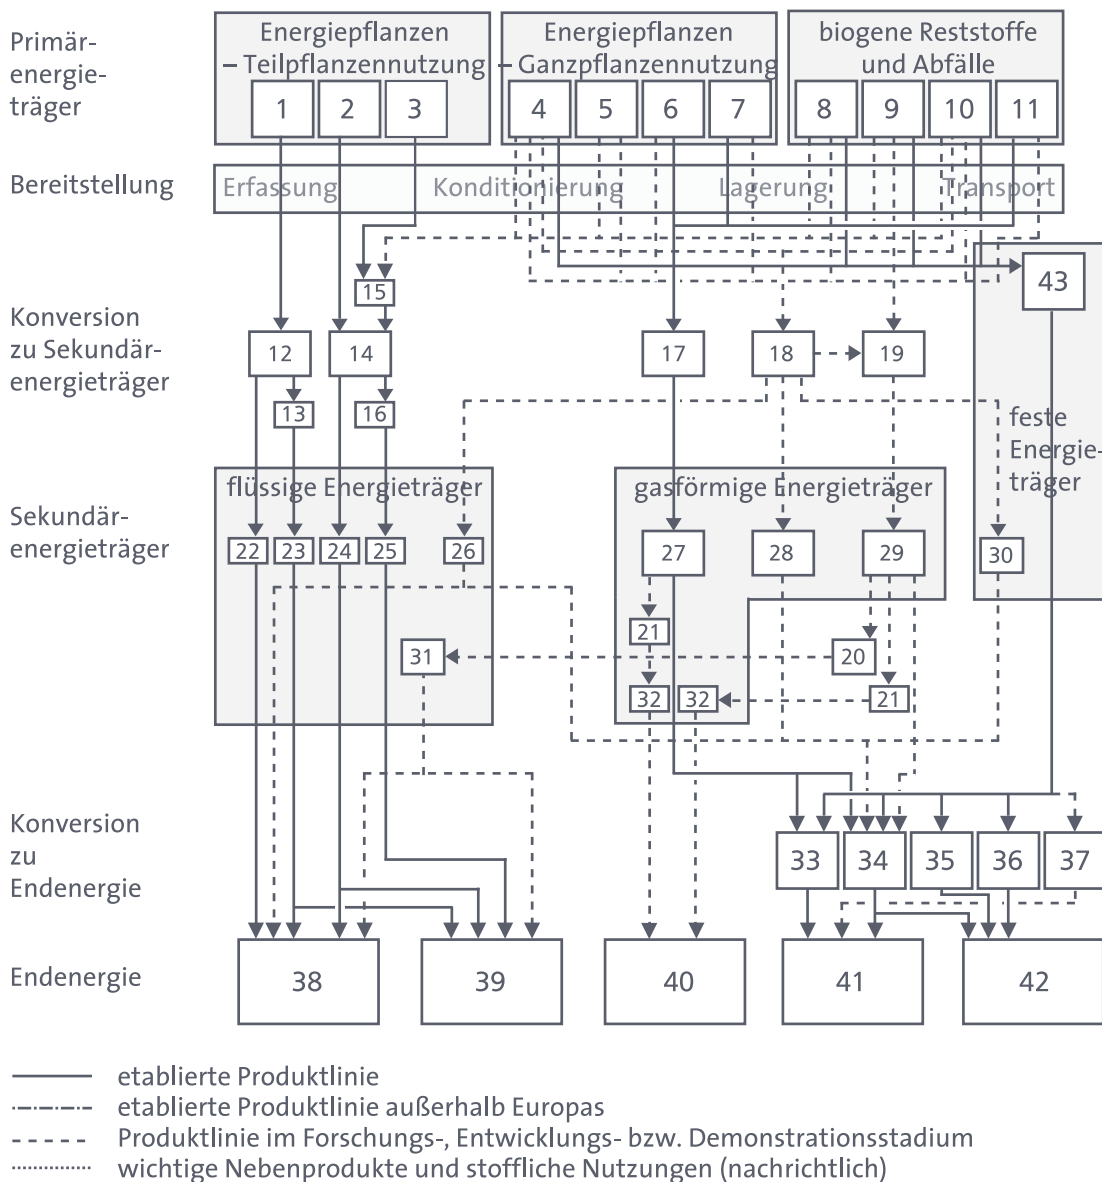 Primär-
energie-
träger
Energiepflanzen
– Teilpflanzennutzung
Energiepflanzen
– Ganzpflanzennutzung
biogene Reststoffe
und Abfälle
1 2 3 4 5 6 7 8 9 10 11
Bereitstellung
Erfassung Konditionierung Lagerung Transport
43
15
Konversion
zu Sekundär-
energieträger
12 14 17 18 19
13 16
feste
Energie-
träger
flüssige Energieträger
gasförmige Energieträger
Sekundär-
energieträger
22 23 24 25 26 27 28 29 30
21
31 20
32 32 21
Konversion
zu
Endenergie
33 34 35 36 37
Endenergie
38 39 40 41 42
etablierte Produktlinie
etablierte Produktlinie außerhalb Europas
Produktlinie im Forschungs-, Entwicklungs- bzw. Demonstrationsstadium
wichtige Nebenprodukte und stoffliche Nutzungen (nachrichtlich)